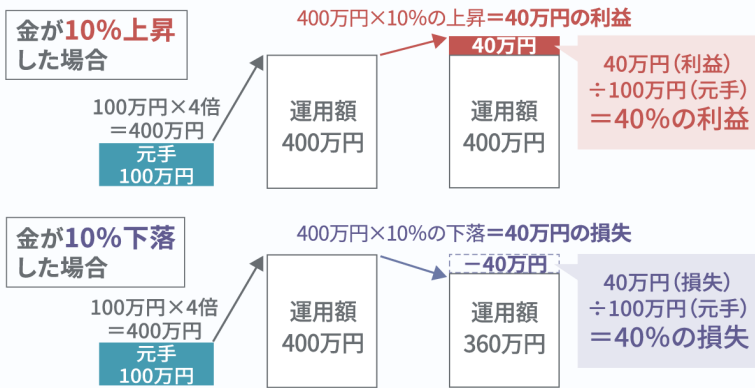 金が10％上昇
した場合
400万円×10％の上昇＝40万円の利益
100万円×4倍
＝400万円
元手
100万円
運用額
400万円
40万円
運用額
400万円
40万円（利益）
÷100万円（元手）
＝40％の利益
金が10％下落
した場合
400万円×10％の下落＝40万円の損失
100万円×4倍
＝400万円
元手
100万円
運用額
400万円
－40万円
運用額
360万円
40万円（損失）
÷100万円（元手）
＝40％の損失